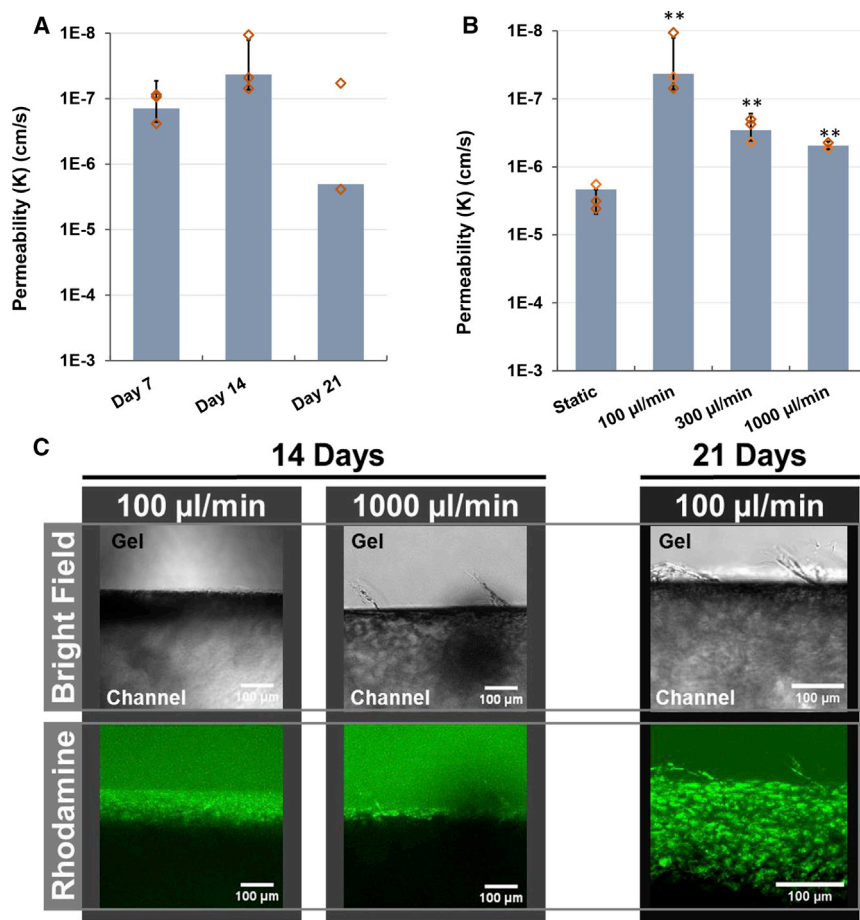 A
Permeability (K) (cm/s)
1E-8
1E-7
1E-6
1E-5
1E-4
1E-3
Day 7
Day 14
Day 21
B
Permeability (K) (cm/s)
1E-8
1E-7
1E-6
1E-5
1E-4
1E-3
**
**
**
Static
100 µl/min
300 µl/min
1000 µl/min
C
14 Days
21 Days
100 µl/min
1000 µl/min
100 µl/min
Bright Field
Gel
Channel
100 µm
Gel
Channel
100 µm
Gel
Channel
100 µm
Rhodamine
100 µm
100 µm
100 µm